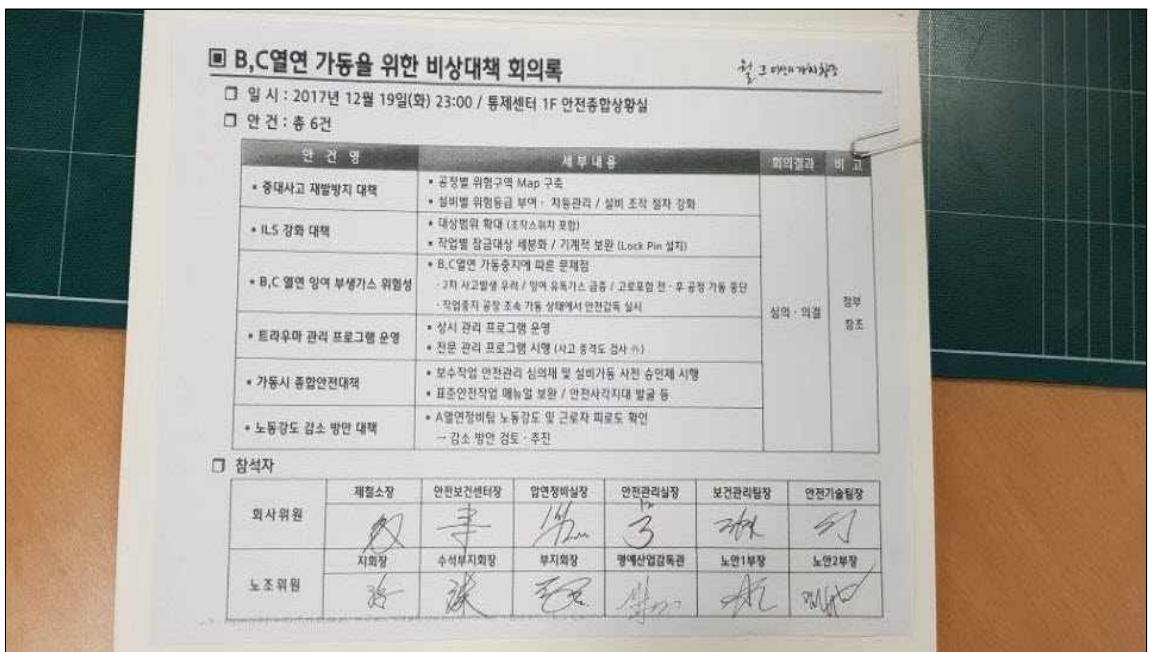 ▣ B,C열연 가동을 위한 비상대책 회의록
❒ 일 시 : 2017년 12월 19일(화) 23:00 / 통제센터 1F 안전종합상황실
❒ 안 건 : 총 6건
안 건 명 세 부 내 용 회의결과 비 고
• 중대사고 재발방지 대책
• 공정별 위험구역 Map 구축
• 설비별 위험등급 부여 · 차등관리 / 설비 조작 절차 강화
• ILS 강화 대책
• 대상범위 확대 (조작스위치 포함)
• 작업별 잠금대상 세분화 / 기계적 보완 (Lock Pin 설치)
• B,C 열연 잉여 부생가스 위험성
• B,C열연 가동중지에 따른 문제점
· 2차 사고발생 우려 / 잉여 유독가스 급증 / 고로포함 전·후 공정 가동 중단
· 작업중지 공장 조속 가동 상태에서 안전감독 실시
• 트라우마 관리 프로그램 운영
• 상시 관리 프로그램 운영
• 전문 관리 프로그램 시행 (사고 충격도 검사 外)
• 가동시 종합안전대책
• 보수작업 안전관리 심의제 및 설비가동 사전 승인제 시행
• 표준안전작업 매뉴얼 보완 / 안전사각지대 발굴 등
• 노동강도 감소 방안 대책
• A열연정비팀 노동강도 및 근로자 피로도 확인
→ 감소 방안 검토 · 추진
심의 · 의결
첨부
참조
❒ 참석자
회사위원
제철소장 안전보건센터장 압연정비실장 안전관리실장 보건관리팀장 안전기술팀장
노조위원
지회장 수석부지회장 부지회장 명예산업감독관 노안1부장 노안2부장